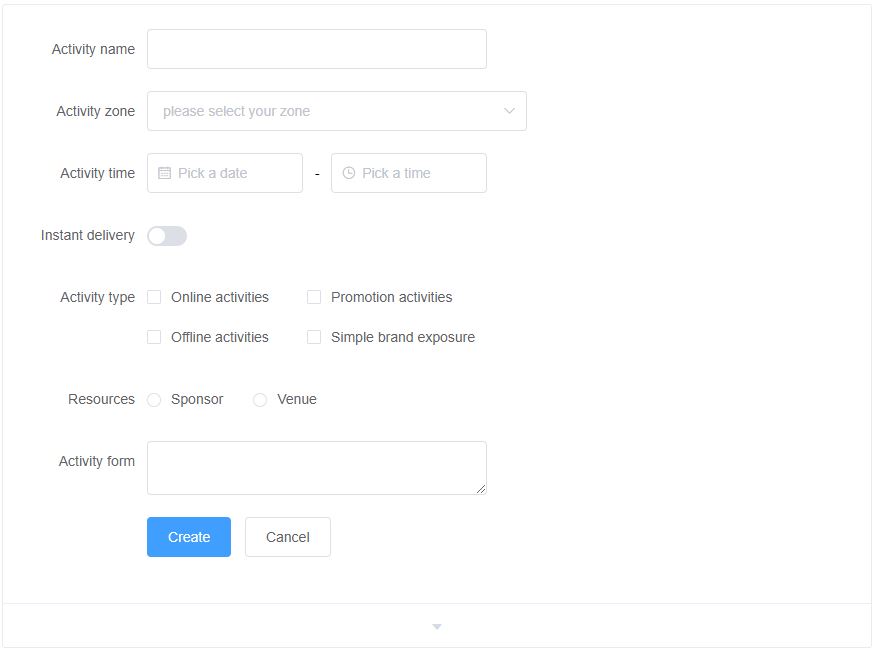 Activity name
Activity zone please select your zone
Activity time Pick a date - Pick a time
Instant delivery
Activity type Online activities Promotion activities
Offline activities Simple brand exposure
Resources Sponsor Venue
Activity form
Create Cancel